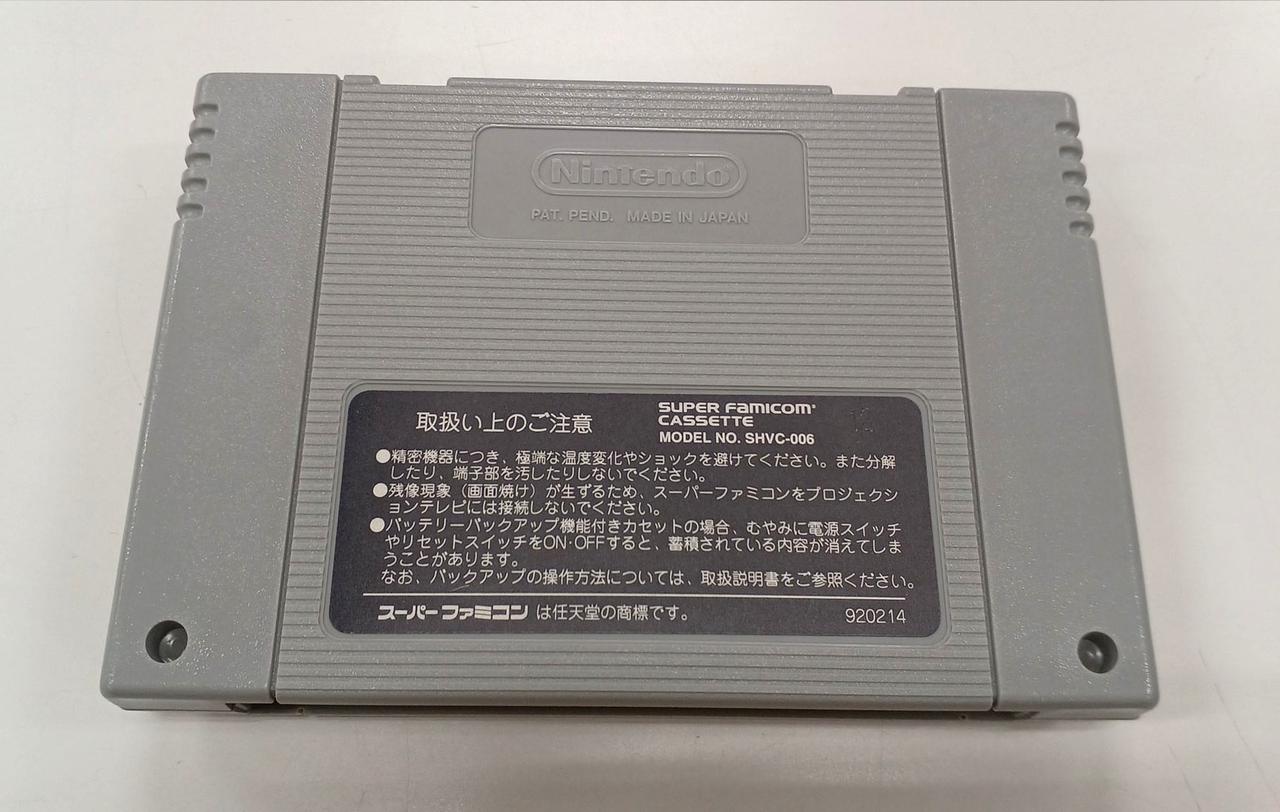 Nintendo
PAT. PEND. MADE IN JAPAN
取扱い上のご注意
SUPER FAMICOM
CASSETTE
MODEL NO. SHVC-006
●精密機器につき、極端な温度変化やショックを避けてください。また分解
したり、端子部を汚したりしないでください。
●残像現象（画面焼け）が生ずるため、スーパーファミコンをプロジェクシ
ョンテレビには接続しないでください。
●バッテリーバックアップ機能付きカセットの場合、むやみに電源スイッチ
やリセットスイッチをON·OFFすると、蓄積されている内容が消えてしま
うことがあります。
なお、バックアップの操作方法については、取扱説明書をご参照ください。
スーパーファミコン は任天堂の商標です。
920214